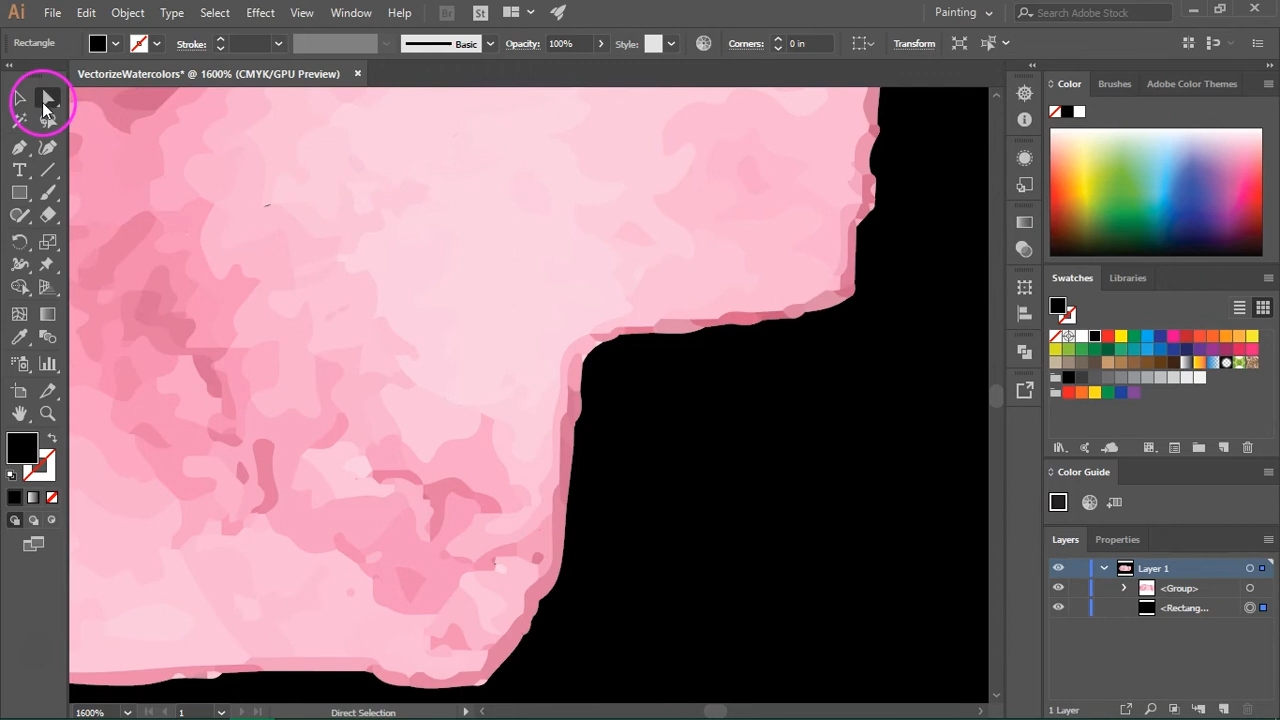 Ai File Edit Object Type Select Effect View Window Help Br St Painting Search Adobe Stock
Rectangle Stroke: Basic Opacity: 100% Style: Corners: 0 in Transform
VectorizeWatercolors* @ 1600% (CMYK/GPU Preview) ×
Color Brushes Adobe Color Themes
Swatches Libraries
Color Guide
Layers Properties
Layer 1
<Group>
<Rectang...
1600% 1 Direct Selection 1 Layer